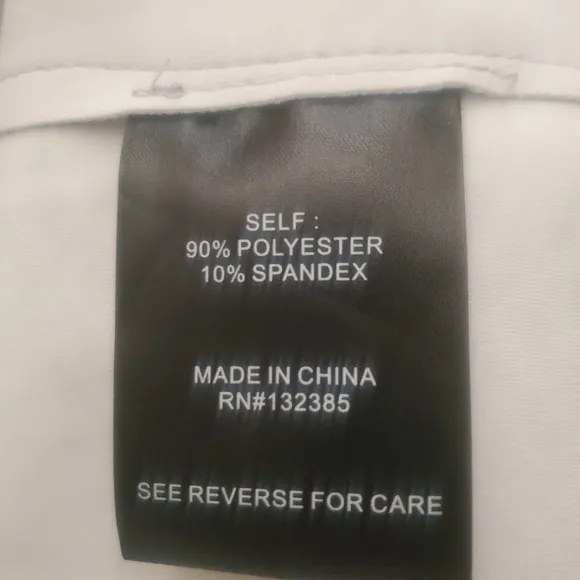 SELF :
90% POLYESTER
10% SPANDEX
MADE IN CHINA
RN#132385
SEE REVERSE FOR CARE